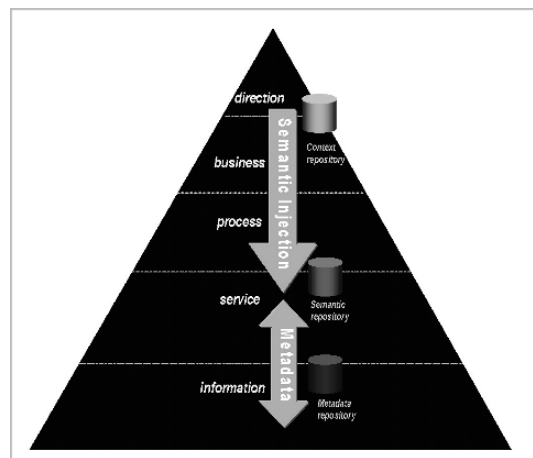 direction
Semantic Injection
Context
repository
business
process
service
Semantic
repository
Metadata
information
Metadata
repository